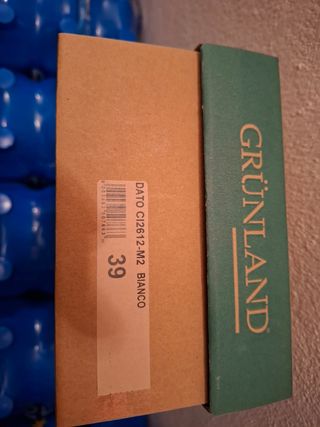 GRÜNLAND®
DATO CI2612-M2 BIANCO
39